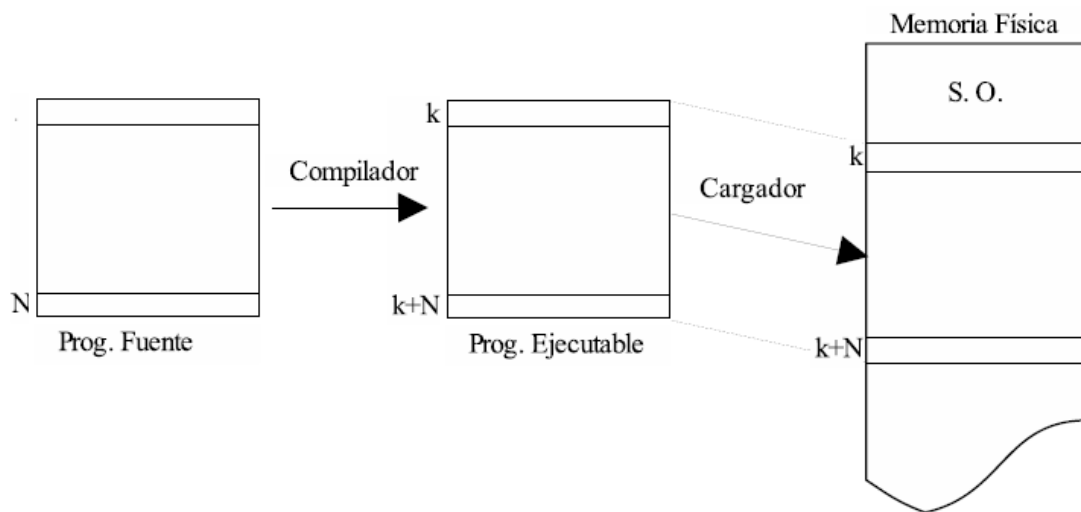 Memoria Física
S. O.
k
k
Compilador
Cargador
N
k+N
k+N
Prog. Fuente
Prog. Ejecutable